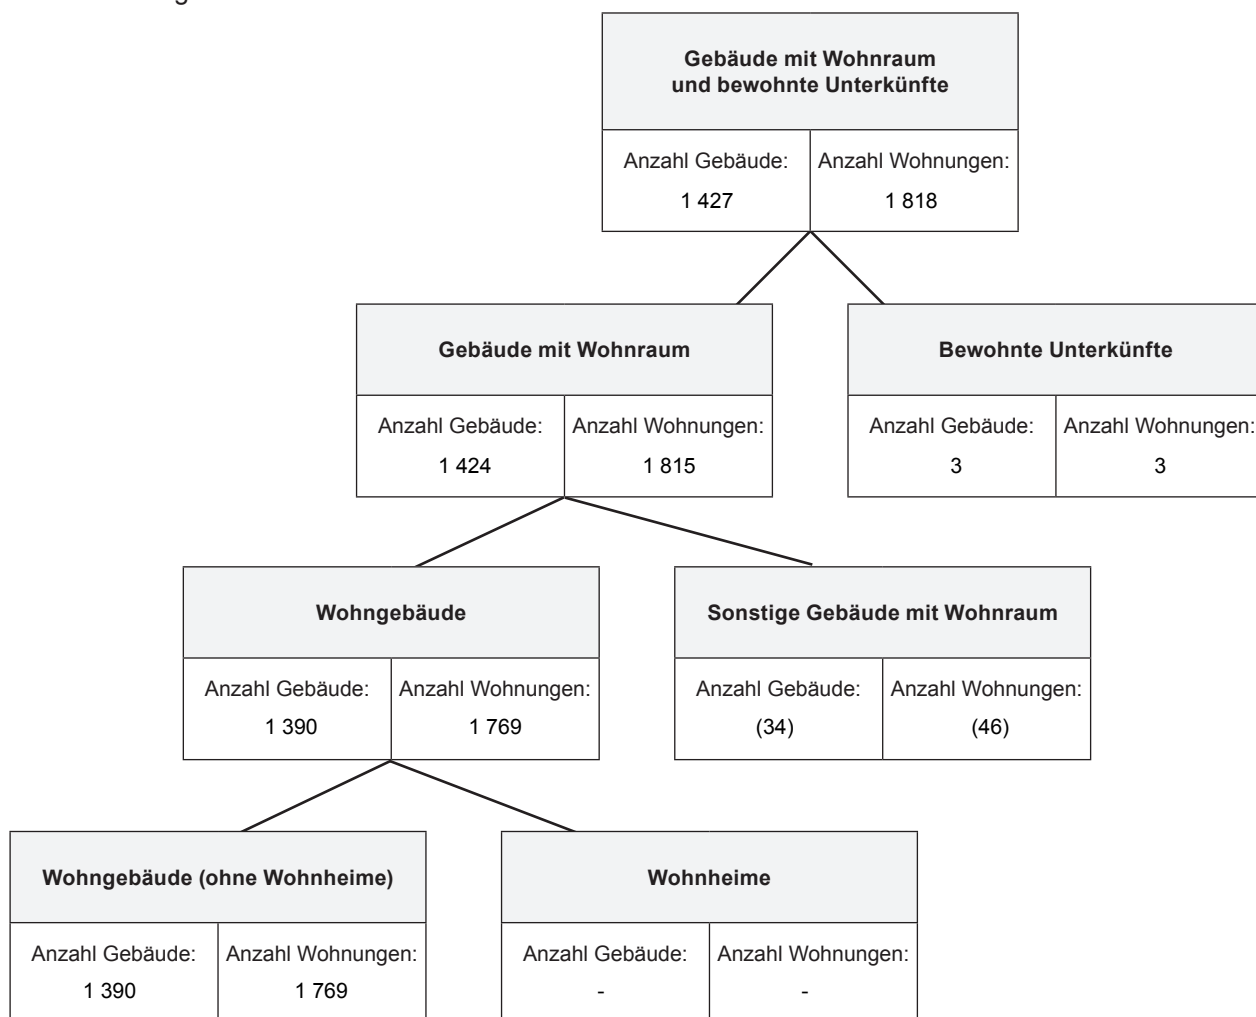 Gebäude mit Wohnraum
und bewohnte Unterkünfte
Anzahl Gebäude:
1 427
Anzahl Wohnungen:
1 818
Gebäude mit Wohnraum
Anzahl Gebäude:
1 424
Anzahl Wohnungen:
1 815
Bewohnte Unterkünfte
Anzahl Gebäude:
3
Anzahl Wohnungen:
3
Wohngebäude
Anzahl Gebäude:
1 390
Anzahl Wohnungen:
1 769
Sonstige Gebäude mit Wohnraum
Anzahl Gebäude:
(34)
Anzahl Wohnungen:
(46)
Wohngebäude (ohne Wohnheime)
Anzahl Gebäude:
1 390
Anzahl Wohnungen:
1 769
Wohnheime
Anzahl Gebäude:
-
Anzahl Wohnungen:
-